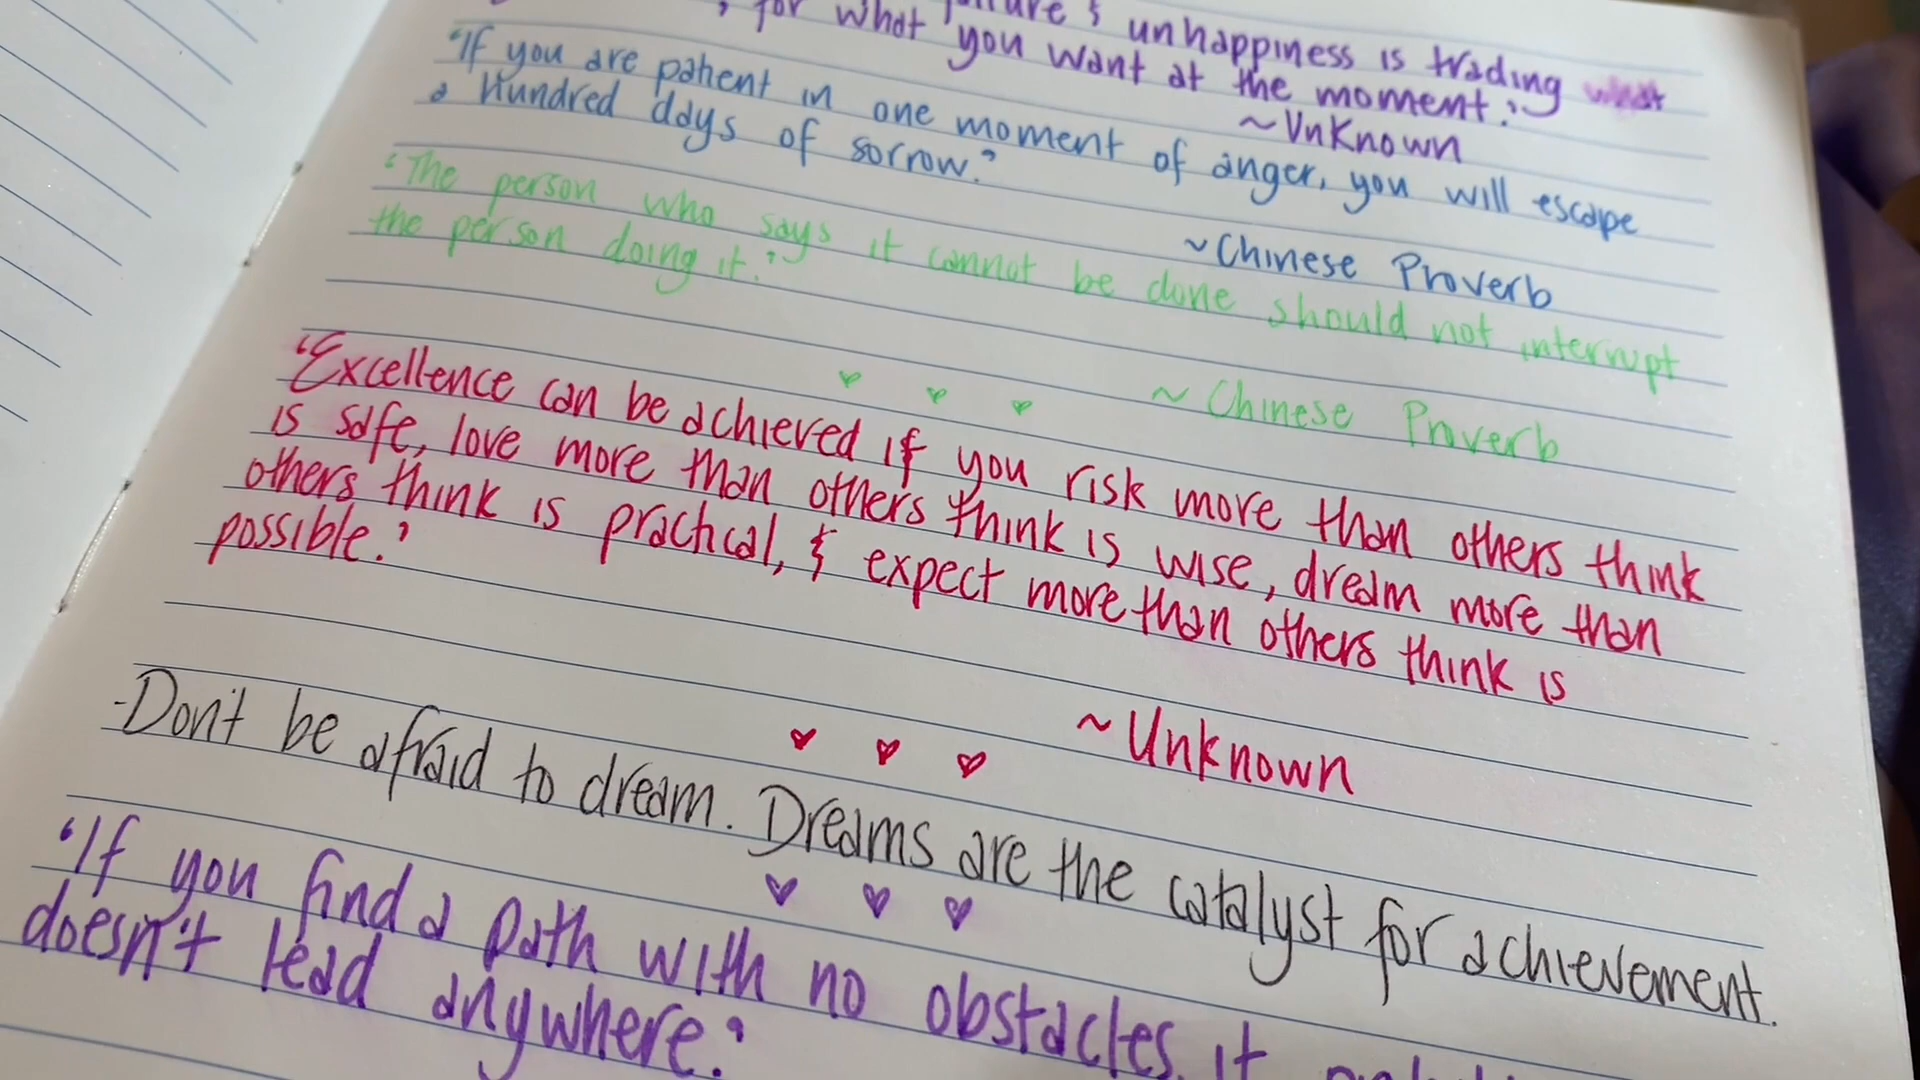 for what failure & unhappiness is trading what
you want at the moment.'
~Unknown
'If you are patient in one moment of anger, you will escape
a Hundred days of sorrow.'
~Chinese Proverb
'The person who says it cannot be done should not interrupt
the person doing it.'
~Chinese Proverb
'Excellence can be achieved if you risk more than others think
is safe, love more than others think is wise, dream more than
others think is practical, & expect more than others think is
possible.'
~Unknown
-Don't be afraid to dream. Dreams are the catalyst for achievement.
'If you find a path with no obstacles, it
doesn't lead anywhere.'